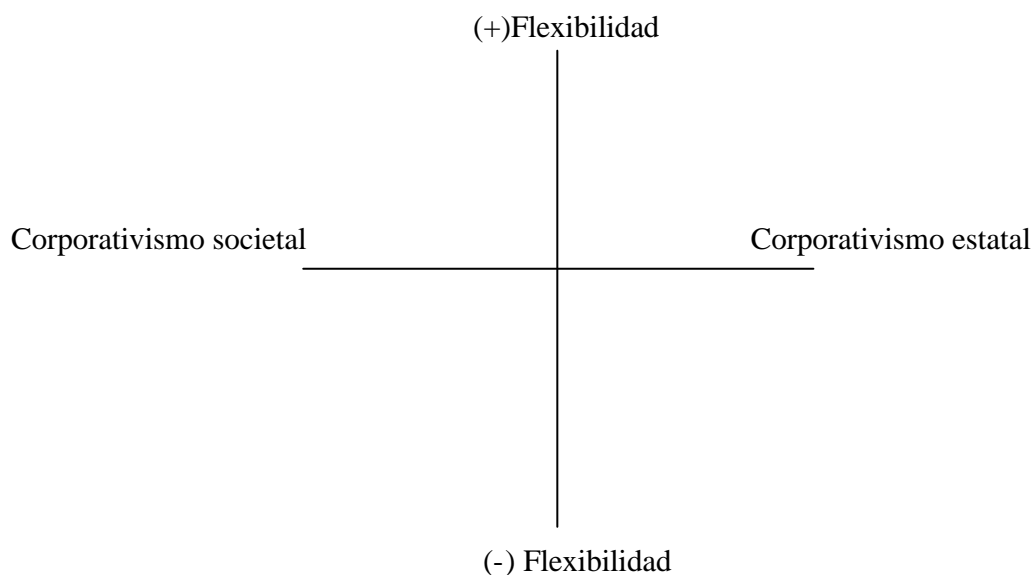 (+)Flexibilidad
Corporativismo societal
Corporativismo estatal
(-) Flexibilidad